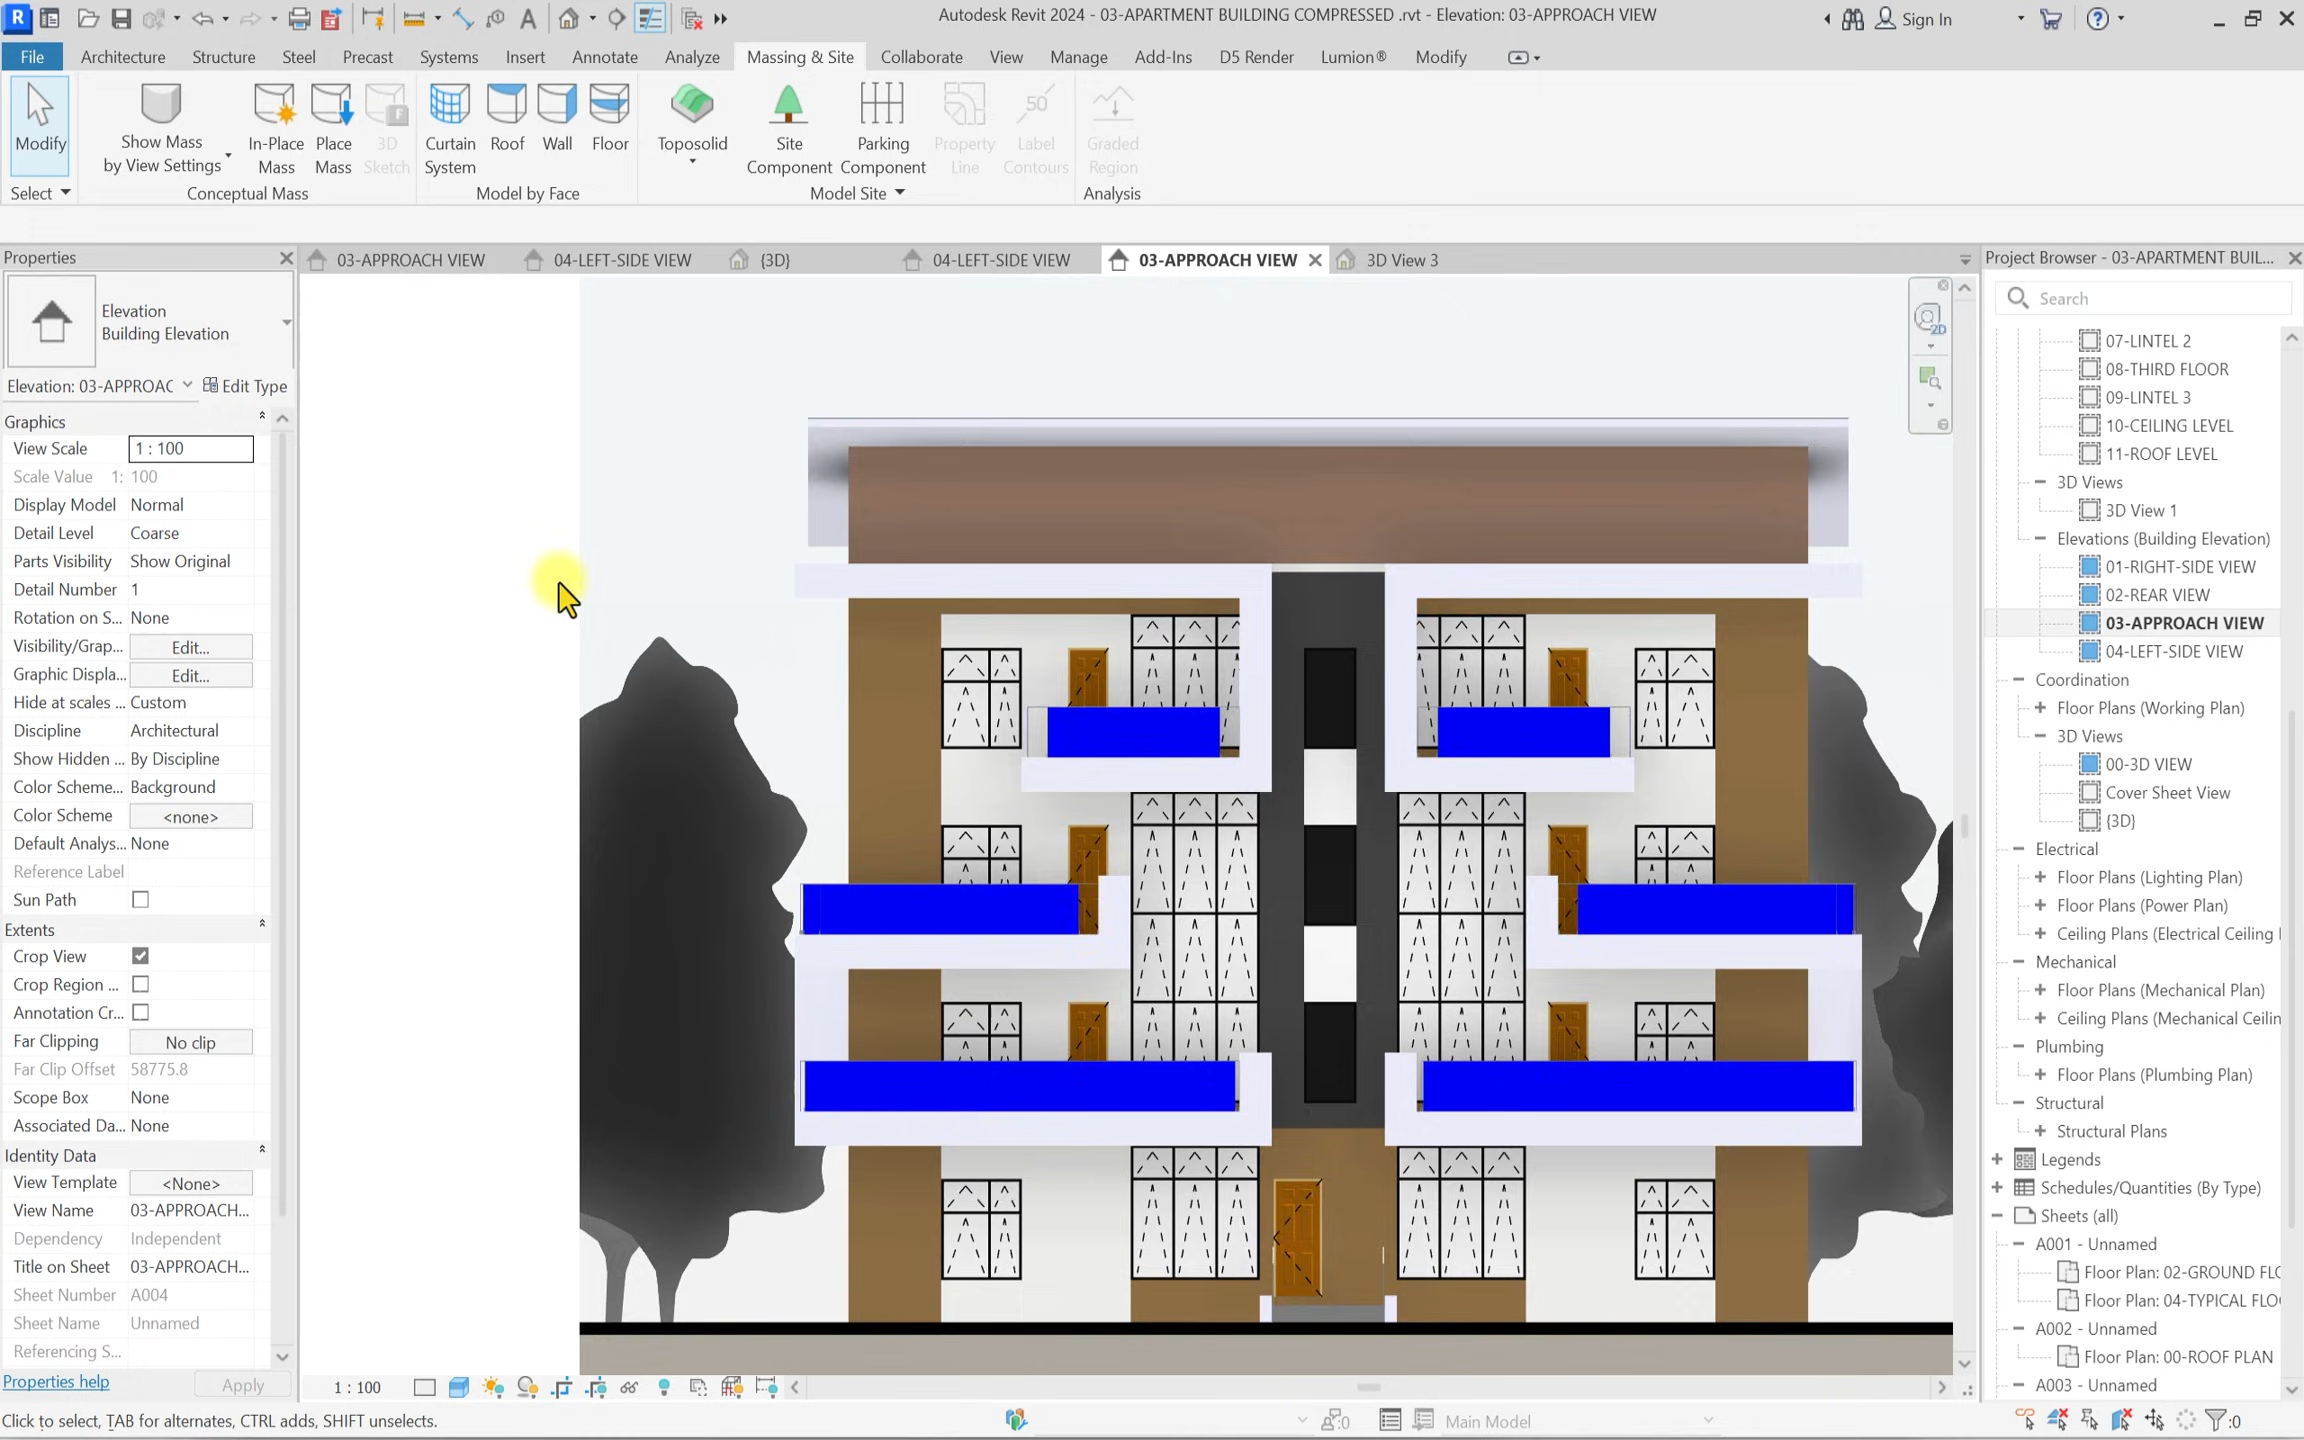 Autodesk Revit 2024 - 03-APARTMENT BUILDING COMPRESSED .rvt - Elevation: 03-APPROACH VIEW
Sign In
File Architecture Structure Steel Precast Systems Insert Annotate Analyze Massing & Site Collaborate View Manage Add-Ins D5 Render Lumion® Modify
Modify
Show Mass
by View Settings
In-Place
Mass
Place
Mass
3D
Sketch
Curtain
System
Roof
Wall
Floor
Toposolid
Site
Component
Parking
Component
Property
Line
Label
Contours
50
Graded
Region
Select
Conceptual Mass
Model by Face
Model Site
Analysis
Properties
03-APPROACH VIEW
04-LEFT-SIDE VIEW
{3D}
04-LEFT-SIDE VIEW
03-APPROACH VIEW
3D View 3
Project Browser - 03-APARTMENT BUIL...
Search
Elevation
Building Elevation
Elevation: 03-APPROAC
Edit Type
Graphics
View Scale 1 : 100
Scale Value 1: 100
Display Model Normal
Detail Level Coarse
Parts Visibility Show Original
Detail Number 1
Rotation on S... None
Visibility/Grap... Edit...
Graphic Displa... Edit...
Hide at scales ... Custom
Discipline Architectural
Show Hidden ... By Discipline
Color Scheme... Background
Color Scheme <none>
Default Analys... None
Reference Label
Sun Path
Extents
Crop View
Crop Region ...
Annotation Cr...
Far Clipping No clip
Far Clip Offset 58775.8
Scope Box None
Associated Da... None
Identity Data
View Template <None>
View Name 03-APPROACH...
Dependency Independent
Title on Sheet 03-APPROACH...
Sheet Number A004
Sheet Name Unnamed
Referencing S...
Properties help
Apply
2D
07-LINTEL 2
08-THIRD FLOOR
09-LINTEL 3
10-CEILING LEVEL
11-ROOF LEVEL
3D Views
3D View 1
Elevations (Building Elevation)
01-RIGHT-SIDE VIEW
02-REAR VIEW
03-APPROACH VIEW
04-LEFT-SIDE VIEW
Coordination
Floor Plans (Working Plan)
3D Views
00-3D VIEW
Cover Sheet View
{3D}
Electrical
Floor Plans (Lighting Plan)
Floor Plans (Power Plan)
Ceiling Plans (Electrical Ceiling
Mechanical
Floor Plans (Mechanical Plan)
Ceiling Plans (Mechanical Ceilin
Plumbing
Floor Plans (Plumbing Plan)
Structural
Structural Plans
Legends
Schedules/Quantities (By Type)
Sheets (all)
A001 - Unnamed
Floor Plan: 02-GROUND FLO
Floor Plan: 04-TYPICAL FLO
A002 - Unnamed
Floor Plan: 00-ROOF PLAN
A003 - Unnamed
1 : 100
Click to select, TAB for alternates, CTRL adds, SHIFT unselects.
:0
Main Model
:0